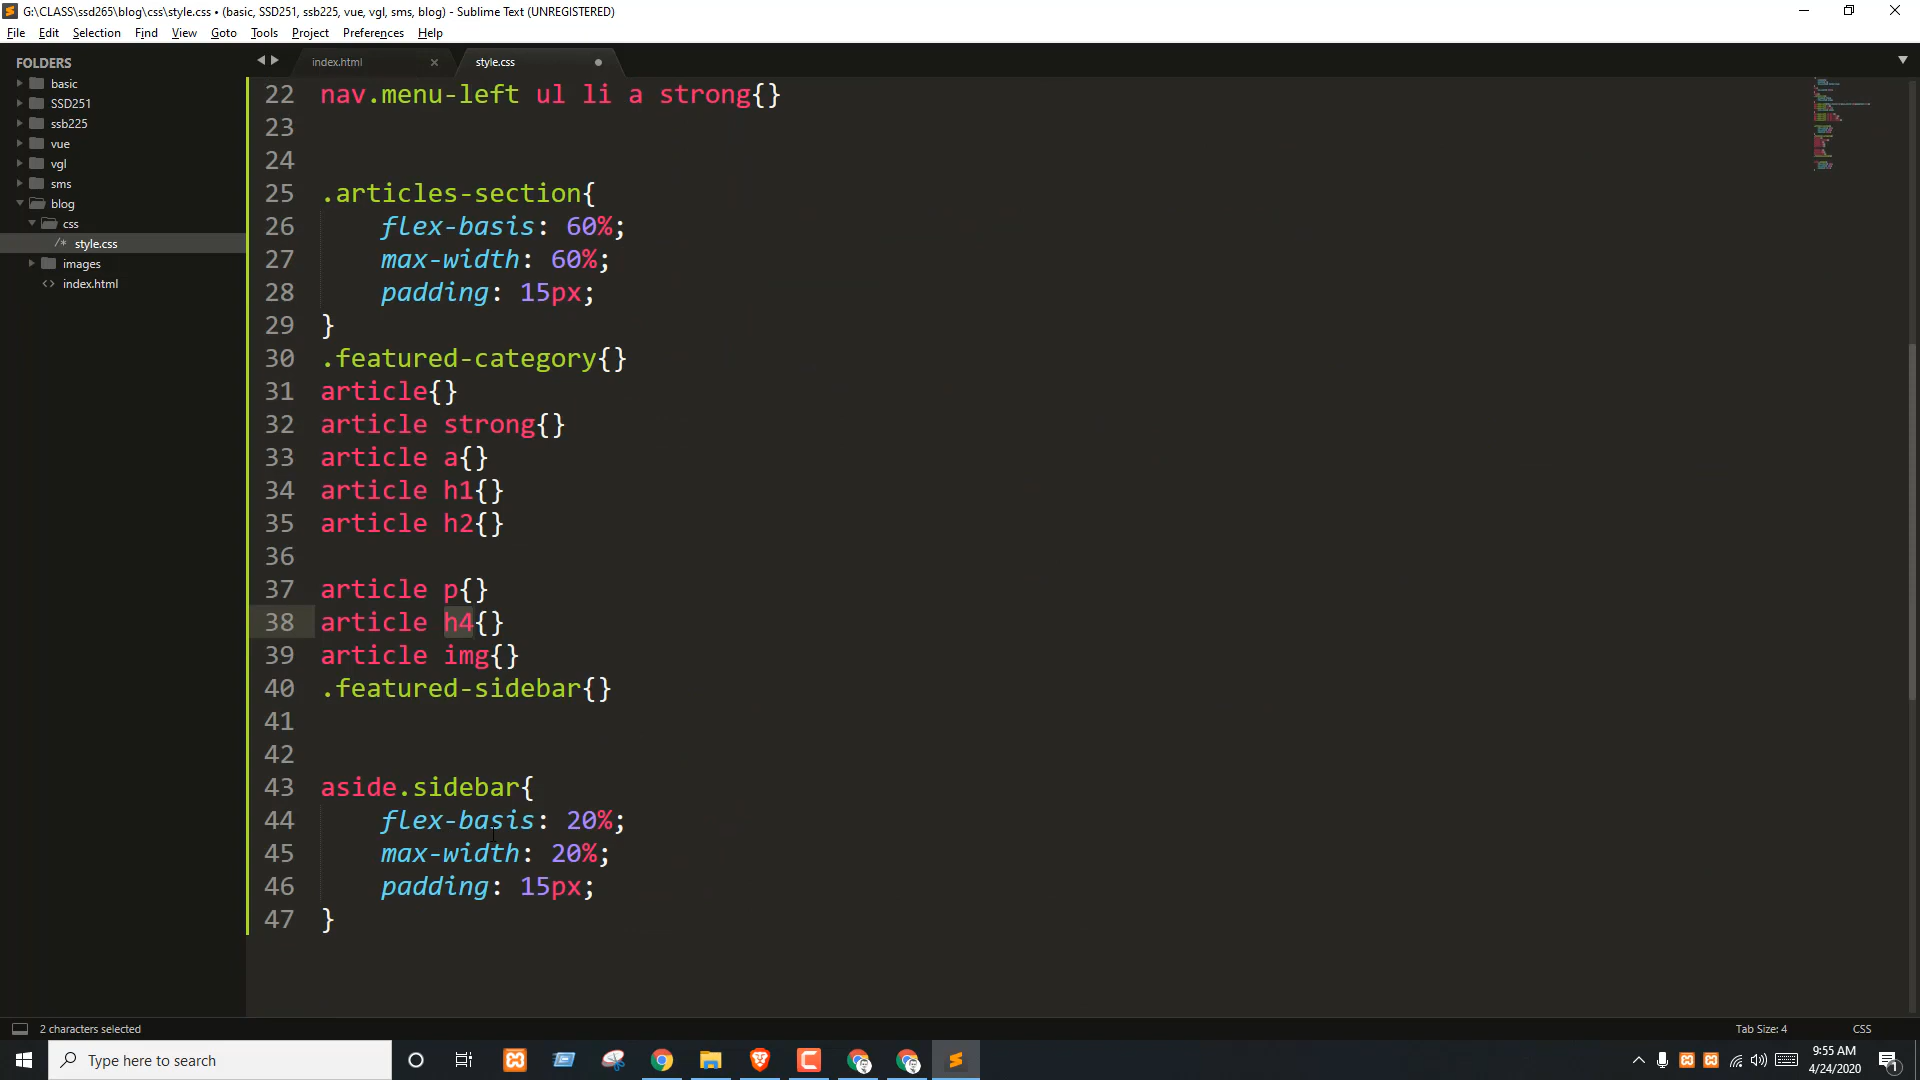 G:\CLASS\ssd265\blog\css\style.css • (basic, SSD251, ssb225, vue, vgl, sms, blog) - Sublime Text (UNREGISTERED)
File Edit Selection Find View Goto Tools Project Preferences Help
FOLDERS
basic
SSD251
ssb225
vue
vgl
sms
blog
css
/* style.css
images
<> index.html
index.html ×
style.css
22 nav.menu-left ul li a strong{}
23
24
25 .articles-section{
26 flex-basis: 60%;
27 max-width: 60%;
28 padding: 15px;
29 }
30 .featured-category{}
31 article{}
32 article strong{}
33 article a{}
34 article h1{}
35 article h2{}
36
37 article p{}
38 article h4{}
39 article img{}
40 .featured-sidebar{}
41
42
43 aside.sidebar{
44 flex-basis: 20%;
45 max-width: 20%;
46 padding: 15px;
47 }
2 characters selected
Tab Size: 4
CSS
Type here to search
9:55 AM
4/24/2020
1